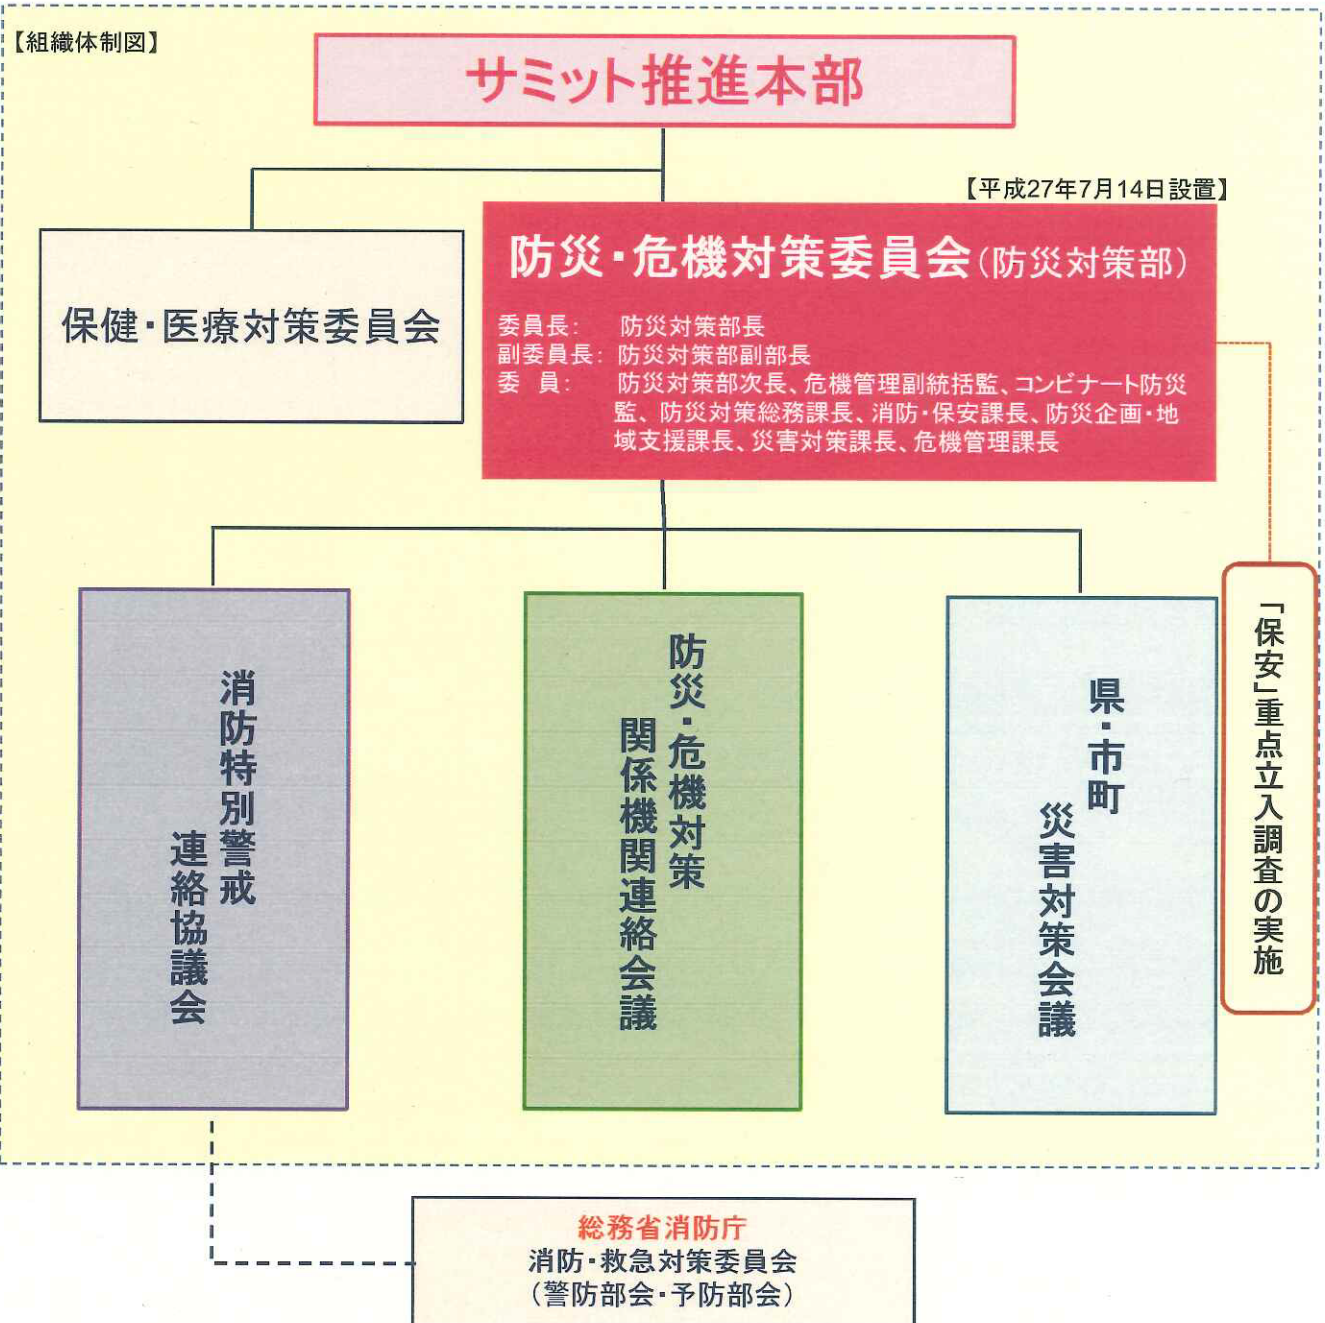 【組織体制図】
サミット推進本部
【平成27年7月14日設置】
保健・医療対策委員会
防災・危機対策委員会(防災対策部)
委員長: 防災対策部長
副委員長: 防災対策部副部長
委 員: 防災対策部次長、危機管理副統括監、コンビナート防災
監、防災対策総務課長、消防・保安課長、防災企画・地
域支援課長、災害対策課長、危機管理課長
消防特別警戒
連絡協議会
防災・危機対策
関係機関連絡会議
県・市町
災害対策会議
「保安」重点立入調査の実施
総務省消防庁
消防・救急対策委員会
(警防部会・予防部会)